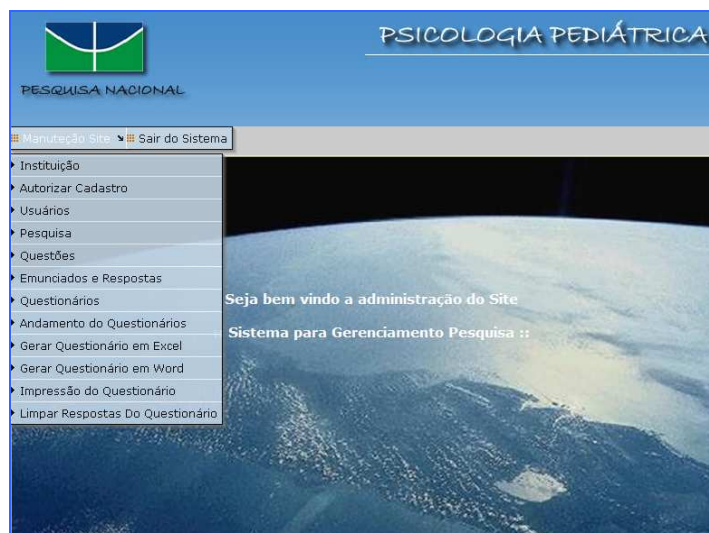 PSICOLOGIA PEDIÁTRICA
PESQUISA NACIONAL
Manuteção Site
Sair do Sistema
Instituição
Autorizar Cadastro
Usuários
Pesquisa
Questões
Emunciados e Respostas
Questionários
Andamento do Questionários
Gerar Questionário em Excel
Gerar Questionário em Word
Impressão do Questionário
Limpar Respostas Do Questionário
Seja bem vindo a administração do Site
Sistema para Gerenciamento Pesquisa ::